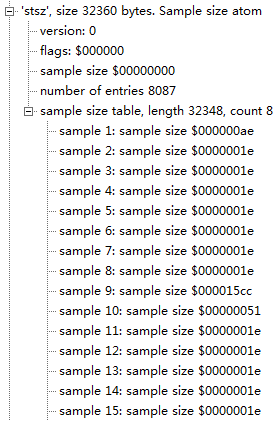 'stsz', size 32360 bytes. Sample size atom
version: 0
flags: $000000
sample size $00000000
number of entries 8087
sample size table, length 32348, count 8
sample 1: sample size $000000ae
sample 2: sample size $0000001e
sample 3: sample size $0000001e
sample 4: sample size $0000001e
sample 5: sample size $0000001e
sample 6: sample size $0000001e
sample 7: sample size $0000001e
sample 8: sample size $0000001e
sample 9: sample size $000015cc
sample 10: sample size $00000051
sample 11: sample size $0000001e
sample 12: sample size $0000001e
sample 13: sample size $0000001e
sample 14: sample size $0000001e
sample 15: sample size $0000001e